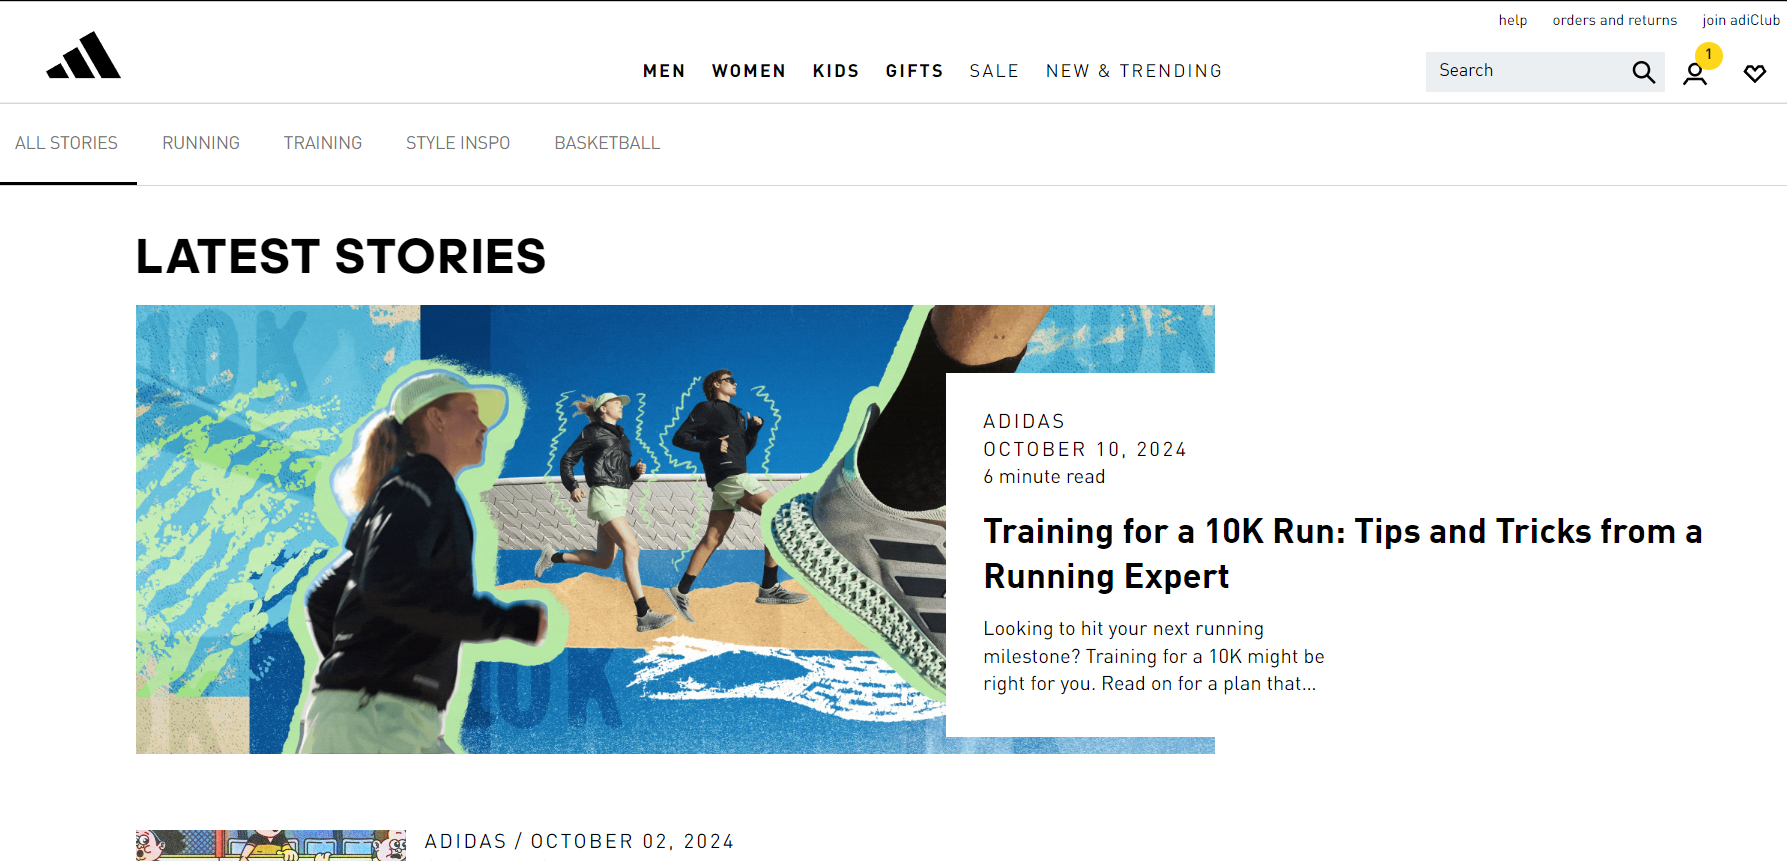 help orders and returns join adiClub
MEN WOMEN KIDS GIFTS SALE NEW & TRENDING
Search
1
ALL STORIES RUNNING TRAINING STYLE INSPO BASKETBALL
LATEST STORIES
10K
10K
10K
ADIDAS
OCTOBER 10, 2024
6 minute read
Training for a 10K Run: Tips and Tricks from a
Running Expert
Looking to hit your next running
milestone? Training for a 10K might be
right for you. Read on for a plan that...
ADIDAS / OCTOBER 02, 2024